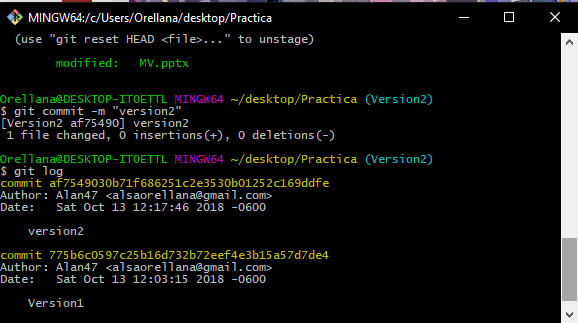 MINGW64:/c/Users/Orellana/desktop/Practica
(use "git reset HEAD <file>..." to unstage)
modified:   MV.pptx
Orellana@DESKTOP-ITOETTL MINGW64 ~/desktop/Practica (Version2)
$ git commit -m "version2"
[Version2 af75490] version2
1 file changed, 0 insertions(+), 0 deletions(-)
Orellana@DESKTOP-ITOETTL MINGW64 ~/desktop/Practica (Version2)
$ git log
commit af7549030b71f686251c2e3530b01252c169ddfe
Author: Alan47 <alsaorellana@gmail.com>
Date:   Sat Oct 13 12:17:46 2018 -0600
version2
commit 775b6c0597c25b16d732b72eef4e3b15a57d7de4
Author: Alan47 <alsaorellana@gmail.com>
Date:   Sat Oct 13 12:03:15 2018 -0600
Version1